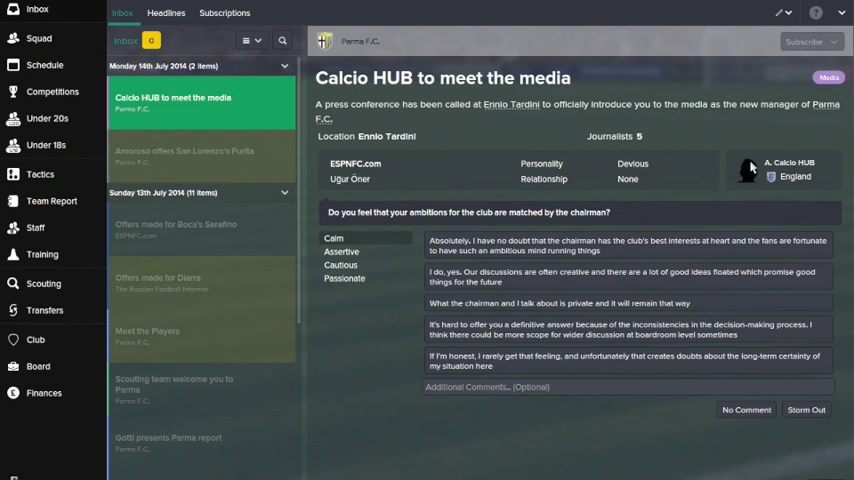 Inbox
Squad
Schedule
Competitions
Under 20s
Under 18s
Tactics
Team Report
Staff
Training
Scouting
Transfers
Club
Board
Finances
Inbox Headlines Subscriptions
Inbox 0
Monday 14th July 2014 (2 items)
Calcio HUB to meet the media
Parma F.C.
Amoroso offers San Lorenzo's Purita
Parma F.C.
Sunday 13th July 2014 (11 items)
Offers made for Boca's Serafino
ESPNFC.com
Offers made for Diarra
The Russian Football Informer
Meet the Players
Parma F.C.
Scouting team welcome you to
Parma
Parma F.C.
Gotti presents Parma report
Parma F.C.
Parma F.C.
Subscribe
Calcio HUB to meet the media
Media
A press conference has been called at Ennio Tardini to officially introduce you to the media as the new manager of Parma
F.C.
Location Ennio Tardini Journalists 5
ESPNFC.com Personality Devious
Uğur Öner Relationship None
A. Calcio HUB
England
Do you feel that your ambitions for the club are matched by the chairman?
Calm
Assertive
Cautious
Passionate
Absolutely. I have no doubt that the chairman has the club's best interests at heart and the fans are fortunate
to have such an ambitious mind running things
I do, yes. Our discussions are often creative and there are a lot of good ideas floated which promise good
things for the future
What the chairman and I talk about is private and it will remain that way
It's hard to offer you a definitive answer because of the inconsistencies in the decision-making process. I
think there could be more scope for wider discussion at boardroom level sometimes
If I'm honest, I rarely get that feeling, and unfortunately that creates doubts about the long-term certainty of
my situation here
Additional Comments.. (Optional)
No Comment Storm Out